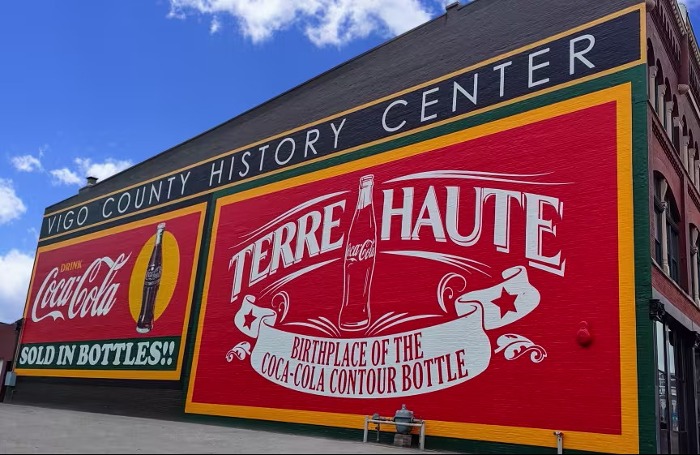 VIGO COUNTY HISTORY CENTER
DRINK
Coca-Cola
SOLD IN BOTTLES!!
TERRE HAUTE
Coca-Cola
BIRTHPLACE OF THE
COCA-COLA CONTOUR BOTTLE